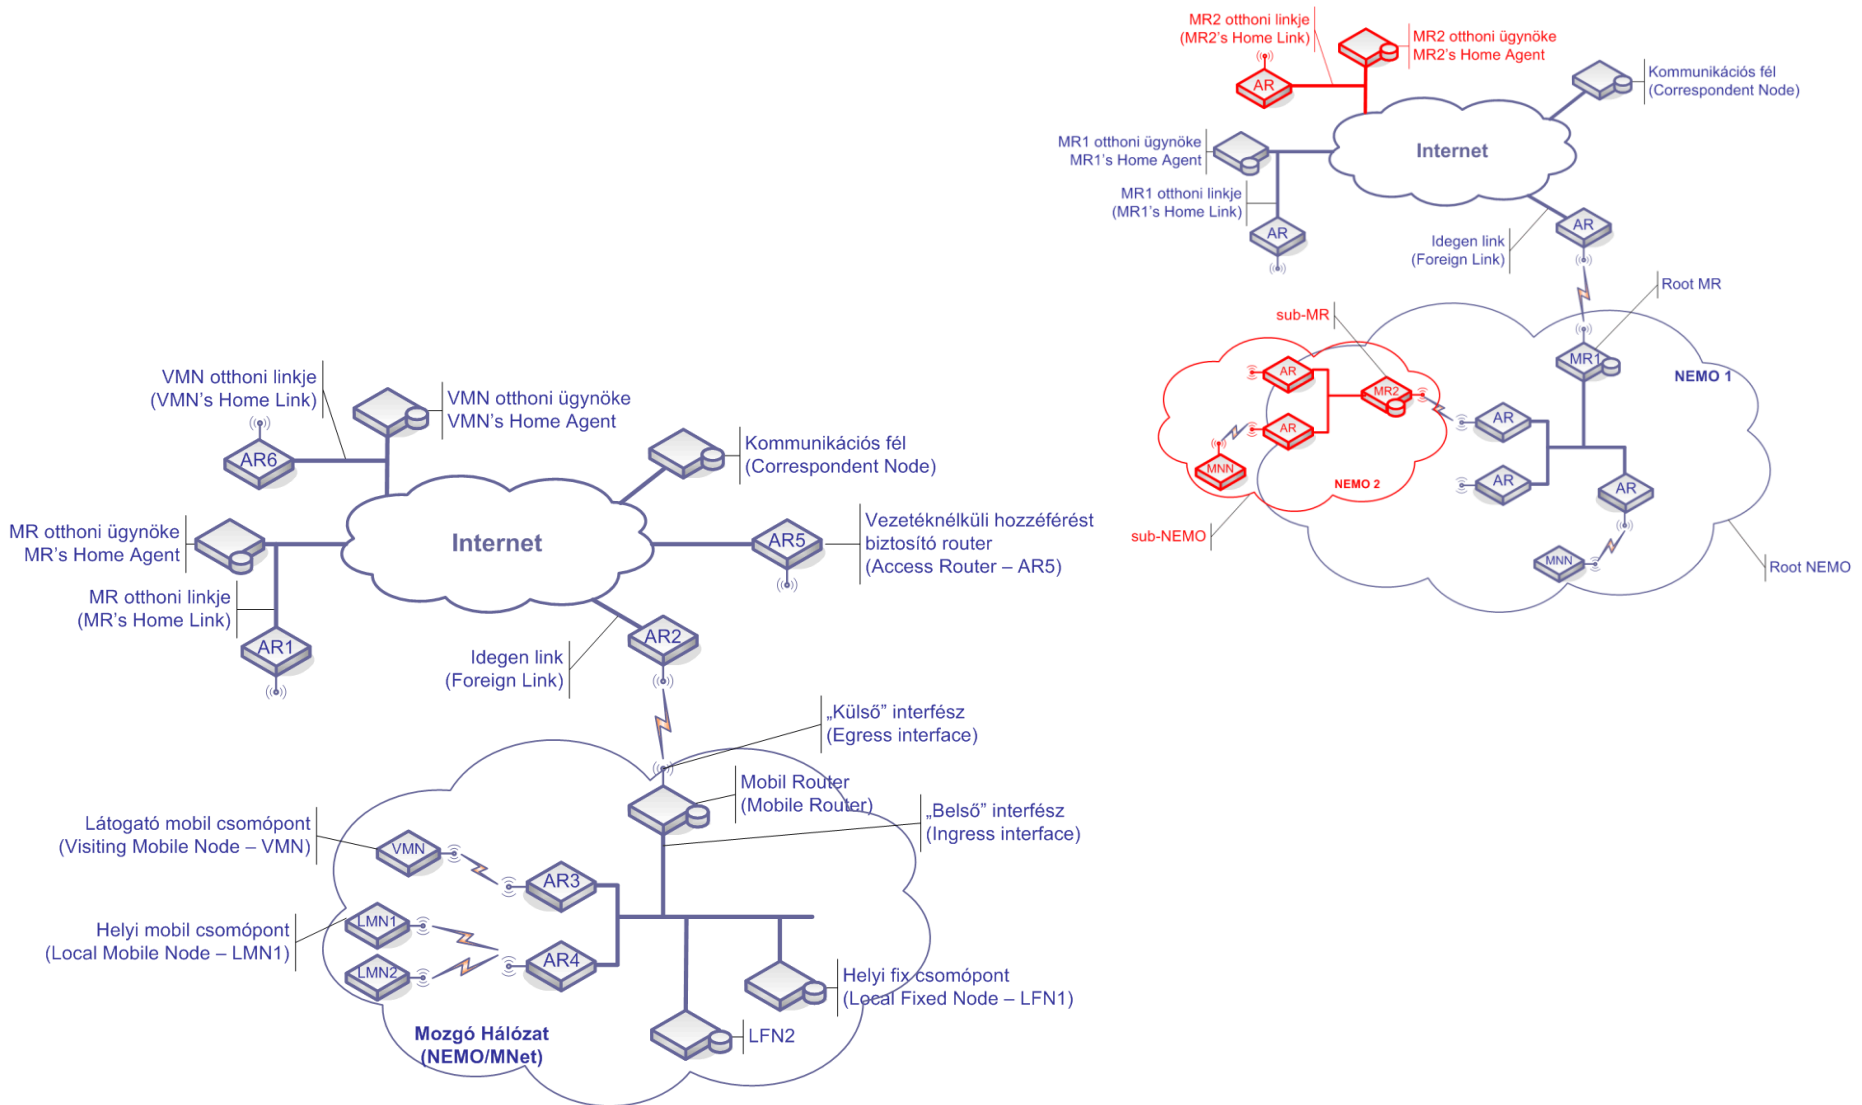 VMN otthoni linkje
(VMN's Home Link)
VMN otthoni ügynöke
VMN's Home Agent
AR6
Kommunikációs fél
(Correspondent Node)
MR otthoni ügynöke
MR's Home Agent
Internet
AR5
Vezetéknélküli hozzéférést
biztosító router
(Access Router – AR5)
MR otthoni linkje
(MR's Home Link)
AR1
AR2
Idegen link
(Foreign Link)
„Külső” interfész
(Egress interface)
Mobil Router
(Mobile Router)
„Belső” interfész
(Ingress interface)
Látogató mobil csomópont
(Visiting Mobile Node – VMN)
VMN
AR3
Helyi mobil csomópont
(Local Mobile Node – LMN1)
LMN1
LMN2
AR4
Helyi fix csomópont
(Local Fixed Node – LFN1)
LFN2
Mozgó Hálózat
(NEMO/MNet)
MR2 otthoni linkje
(MR2's Home Link)
MR2 otthoni ügynöke
MR2's Home Agent
AR
Kommunikációs fél
(Correspondent Node)
MR1 otthoni ügynöke
MR1's Home Agent
Internet
MR1 otthoni linkje
(MR1's Home Link)
AR
AR
Idegen link
(Foreign Link)
Root MR
sub-MR
MR1
NEMO 1
AR
MR2
AR
AR
MNN
NEMO 2
AR
AR
sub-NEMO
MNN
Root NEMO